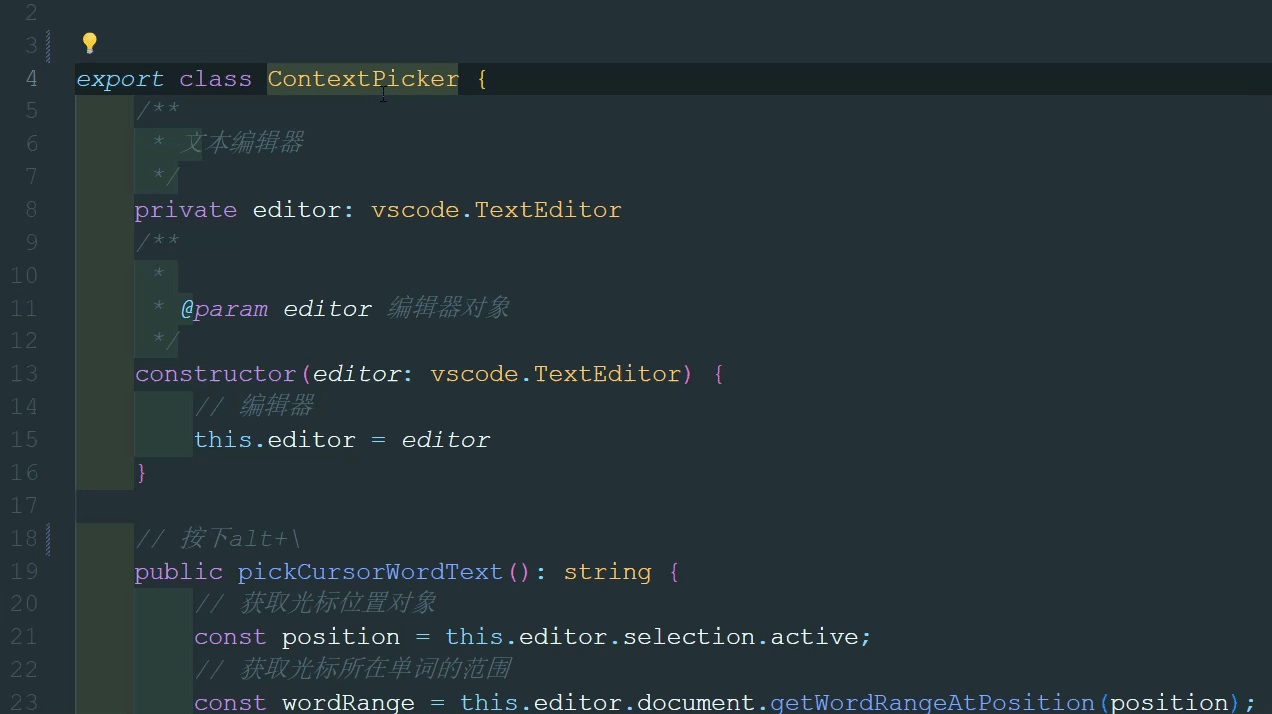 2
3
4 export class ContextPicker {
5 /**
6 * 文本编辑器
7 */
8 private editor: vscode.TextEditor
9 /**
10 *
11 * @param editor 编辑器对象
12 */
13 constructor(editor: vscode.TextEditor) {
14 // 编辑器
15 this.editor = editor
16 }
17
18 // 按下alt+\
19 public pickCursorWordText(): string {
20 // 获取光标位置对象
21 const position = this.editor.selection.active;
22 // 获取光标所在单词的范围
23 const wordRange = this.editor.document.getWordRangeAtPosition(position);